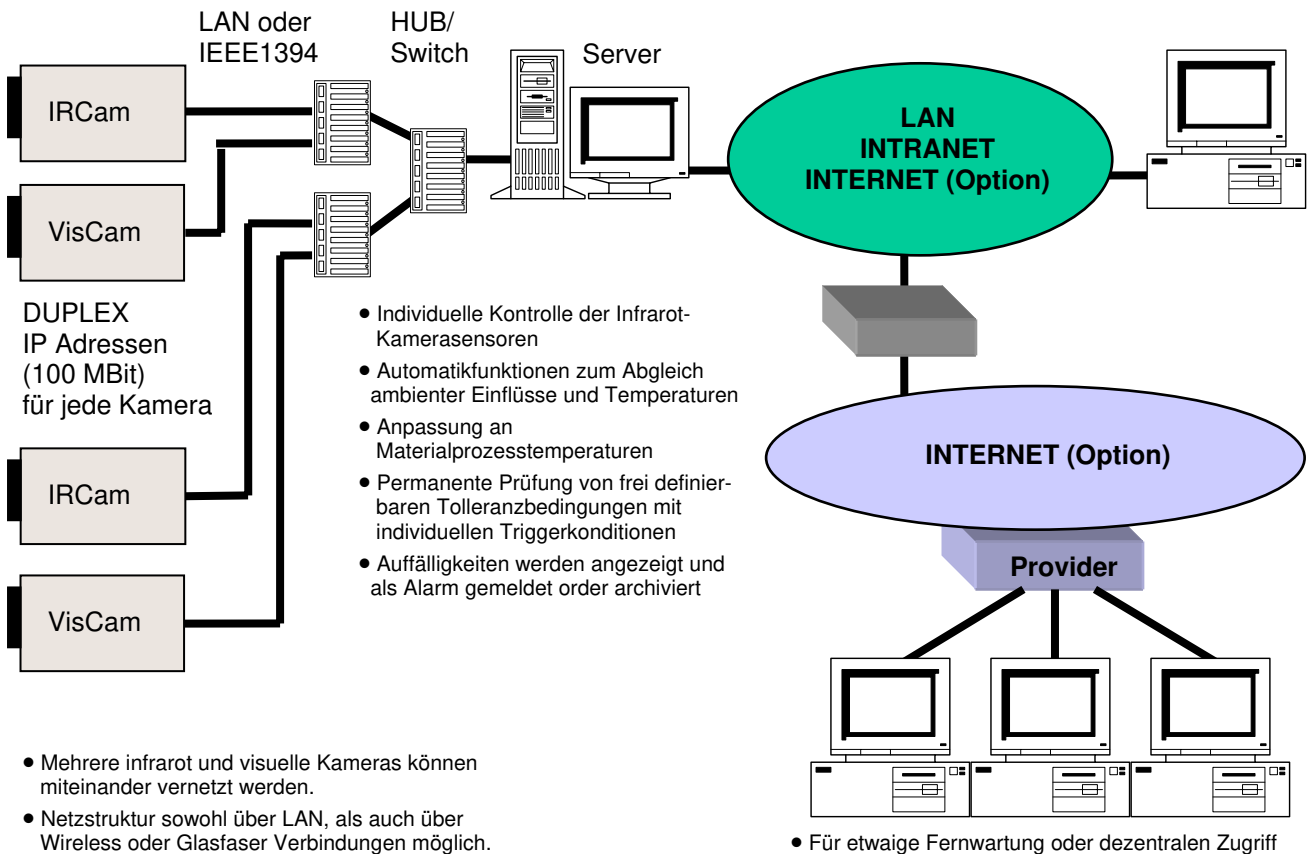 LAN oder
IEEE1394
HUB/
Switch
Server
IRCam
VisCam
LAN
INTRANET
INTERNET (Option)
DUPLEX
IP Adressen
(100 MBit)
für jede Kamera
IRCam
VisCam
• Individuelle Kontrolle der Infrarot-
Kamerasensoren
• Automatikfunktionen zum Abgleich
ambienter Einflüsse und Temperaturen
• Anpassung an
Materialprozesstemperaturen
• Permanente Prüfung von frei definier-
baren Tolleranzbedingungen mit
individuellen Triggerkonditionen
• Auffälligkeiten werden angezeigt und
als Alarm gemeldet order archiviert
INTERNET (Option)
Provider
• Mehrere infrarot und visuelle Kameras können
miteinander vernetzt werden.
• Netzstruktur sowohl über LAN, als auch über
Wireless oder Glasfaser Verbindungen möglich.
• Für etwaige Fernwartung oder dezentralen Zugriff